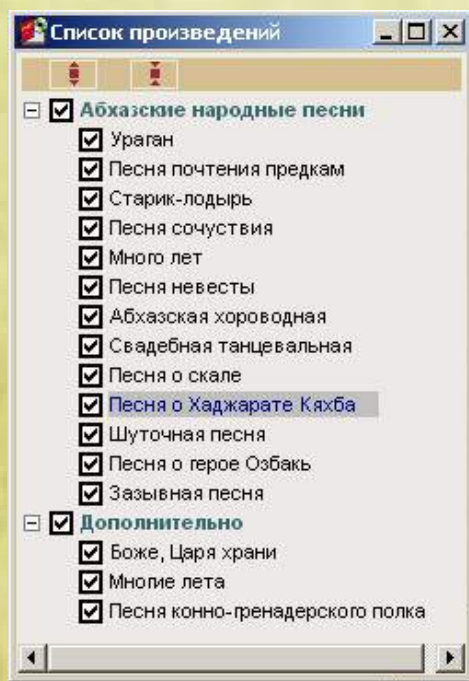 Список произведений
Абхазские народные песни
Ураган
Песня почтения предкам
Старик-лодырь
Песня сочуствия
Много лет
Песня невесты
Абхазская хороводная
Свадебная танцевальная
Песня о скале
Песня о Хаджарате Кяхба
Шуточная песня
Песня о герое Озбакь
Зазывная песня
Дополнительно
Боже, Царя храни
Многие лета
Песня конно-гренадерского полка